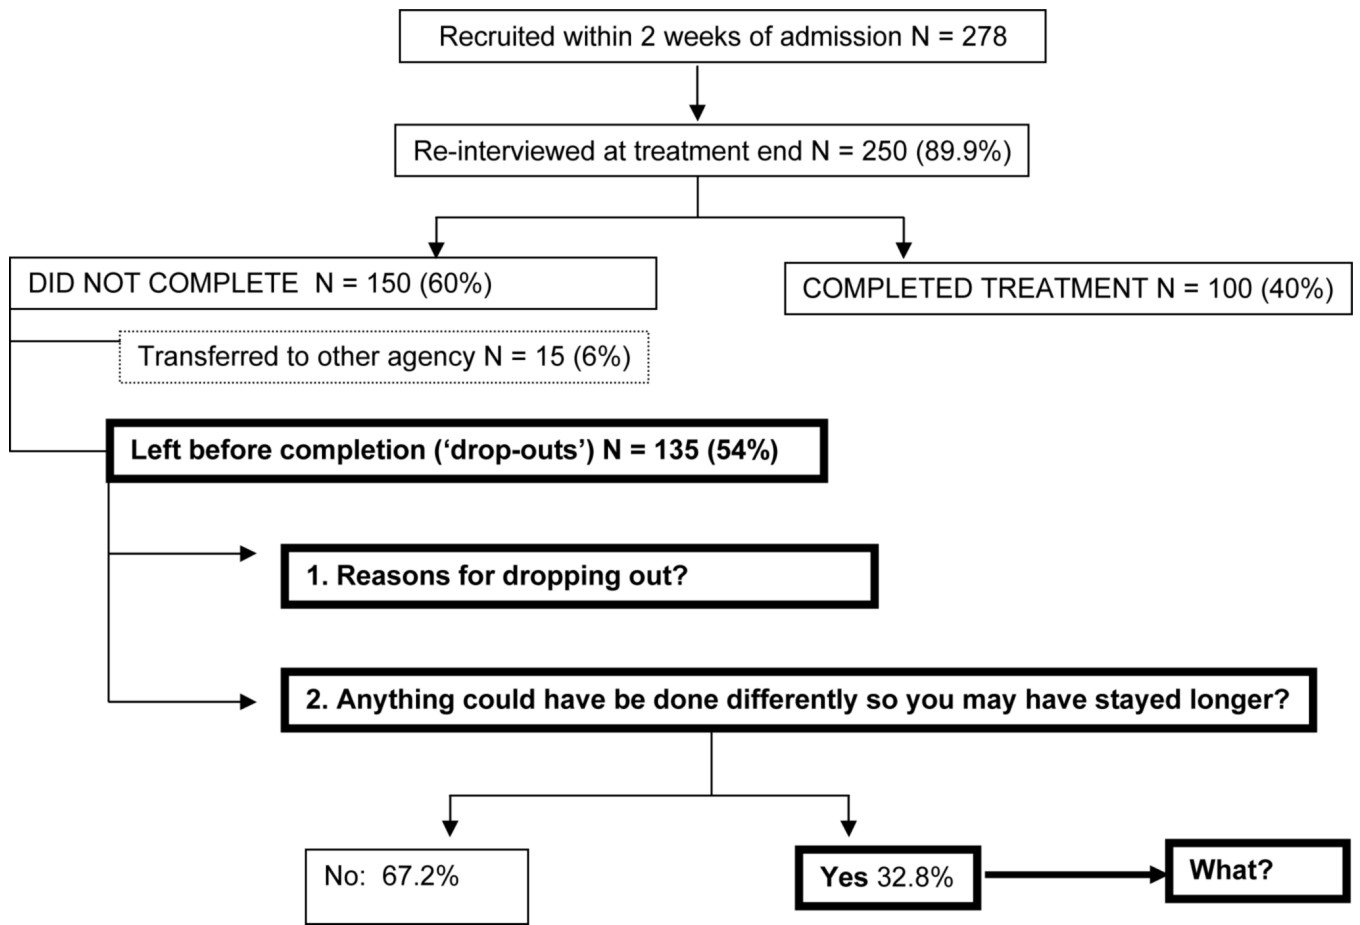 Recruited within 2 weeks of admission N = 278
Re-interviewed at treatment end N = 250 (89.9%)
DID NOT COMPLETE N = 150 (60%)
COMPLETED TREATMENT N = 100 (40%)
Transferred to other agency N = 15 (6%)
Left before completion (‘drop-outs’) N = 135 (54%)
1. Reasons for dropping out?
2. Anything could have be done differently so you may have stayed longer?
No: 67.2%
Yes 32.8%
What?